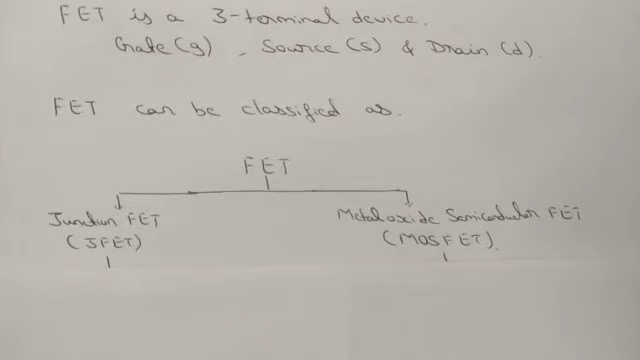 FET is a 3-terminal device.
Gate (g), Source (s) & Drain (d).
FET can be classified as.
FET
Junction FET
(JFET)
Metal oxide Semiconductor FET
(MOSFET).